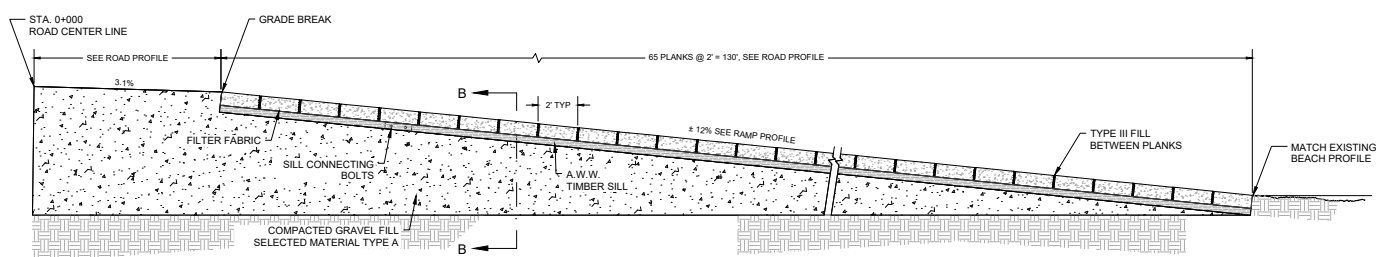 STA. 0+000
ROAD CENTER LINE
GRADE BREAK
SEE ROAD PROFILE
65 PLANKS @ 2' = 130', SEE ROAD PROFILE
3.1%
B
2' TYP
± 12% SEE RAMP PROFILE
FILTER FABRIC
SILL CONNECTING
BOLTS
A.W.W.
TIMBER SILL
TYPE III FILL
BETWEEN PLANKS
MATCH EXISTING
BEACH PROFILE
COMPACTED GRAVEL FILL
SELECTED MATERIAL TYPE A
B